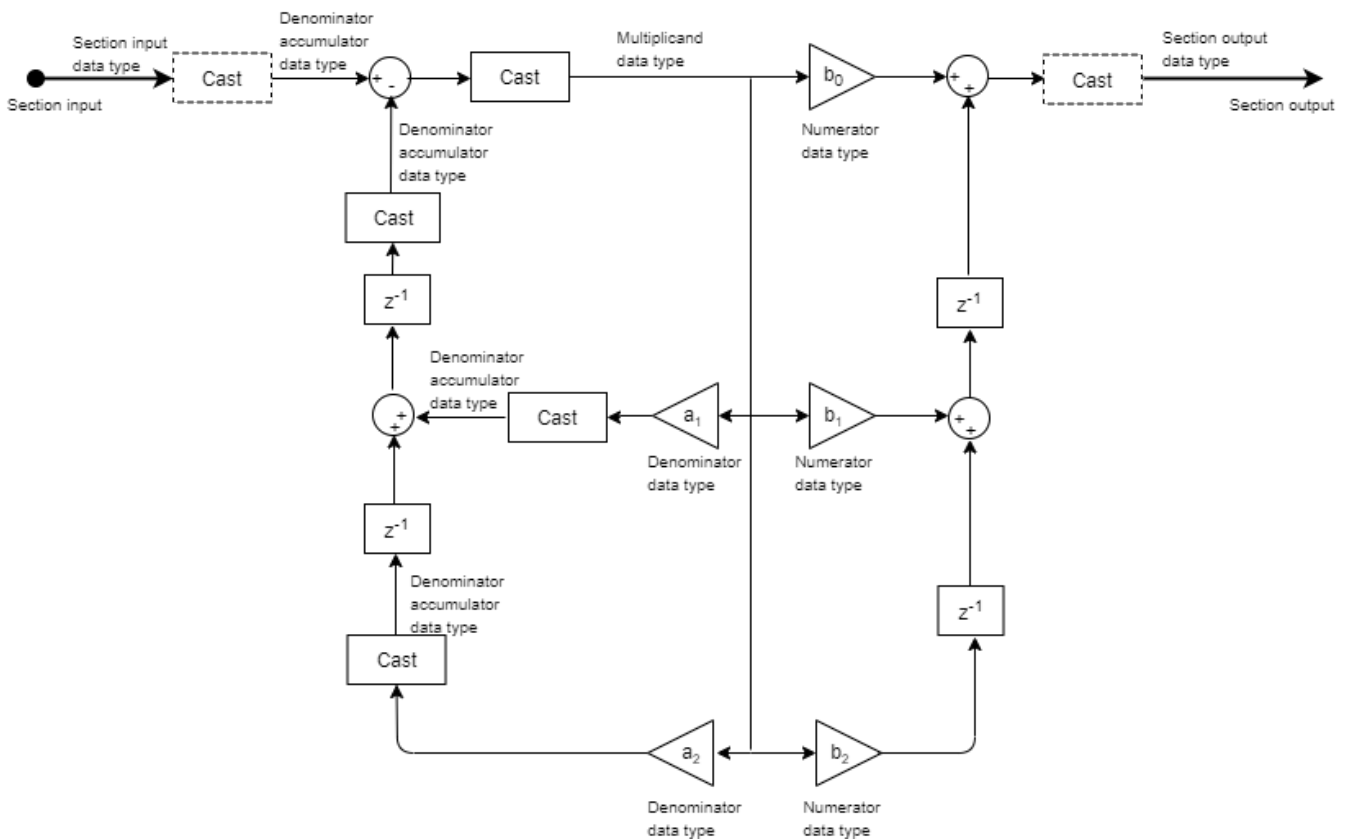 Section input
data type
Section input
Cast
Denominator
accumulator
data type
+
-
Cast
Multiplicand
data type
b0
Numerator
data type
+
+
Cast
Section output
data type
Section output
Denominator
accumulator
data type
Cast
z-1
z-1
Denominator
accumulator
data type
+
+
Cast
a1
Denominator
data type
b1
Numerator
data type
+
+
z-1
Denominator
accumulator
data type
z-1
Cast
a2
Denominator
data type
b2
Numerator
data type